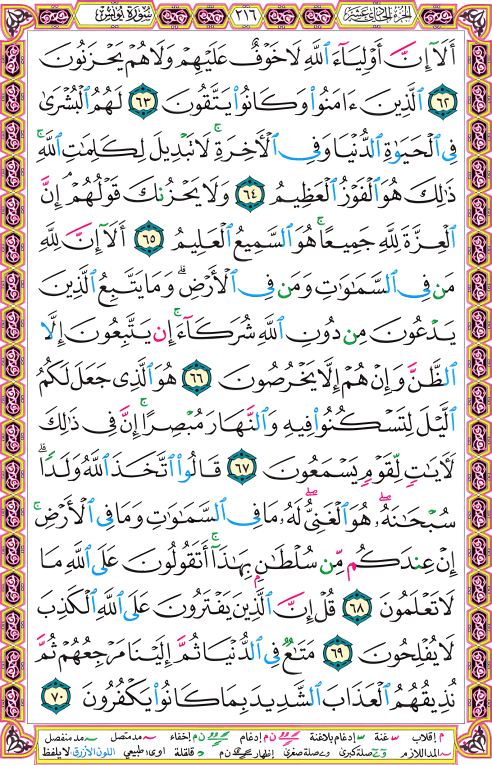 الجزء الحادي عشر ٢١٦ سورة يونس
أَلَآ إِنَّ أَوْلِيَآءَ ٱللَّهِ لَا خَوْفٌ عَلَيْهِمْ وَلَا هُمْ يَحْزَنُونَ
٦٢ ٱلَّذِينَ ءَامَنُوا۟ وَكَانُوا۟ يَتَّقُونَ ٦٣ لَهُمُ ٱلْبُشْرَىٰ
فِى ٱلْحَيَوٰةِ ٱلدُّنْيَا وَفِى ٱلْأَخِرَةِ ۚ لَا تَبْدِيلَ لِكَلِمَٰتِ ٱللَّهِ ۚ
ذَٰلِكَ هُوَ ٱلْفَوْزُ ٱلْعَظِيمُ ٦٤ وَلَا يَحْزُنكَ قَوْلُهُمْ ۘ إِنَّ
ٱلْعِزَّةَ لِلَّهِ جَمِيعًا ۚ هُوَ ٱلسَّمِيعُ ٱلْعَلِيمُ ٦٥ أَلَآ إِنَّ لِلَّهِ
مَن فِى ٱلسَّمَٰوَٰتِ وَمَن فِى ٱلْأَرْضِ ۗ وَمَا يَتَّبِعُ ٱلَّذِينَ
يَدْعُونَ مِن دُونِ ٱللَّهِ شُرَكَآءَ ۚ إِن يَتَّبِعُونَ إِلَّا
ٱلظَّنَّ وَإِنْ هُمْ إِلَّا يَخْرُصُونَ ٦٦ هُوَ ٱلَّذِى جَعَلَ لَكُمُ
ٱلَّيْلَ لِتَسْكُنُوا۟ فِيهِ وَٱلنَّهَارَ مُبْصِرًا ۚ إِنَّ فِى ذَٰلِكَ
لَأَيَٰتٍ لِّقَوْمٍ يَسْمَعُونَ ٦٧ قَالُوا۟ ٱتَّخَذَ ٱللَّهُ وَلَدًا ۗ
سُبْحَٰنَهُۥ ۖ هُوَ ٱلْغَنِىُّ ۖ لَهُۥ مَا فِى ٱلسَّمَٰوَٰتِ وَمَا فِى ٱلْأَرْضِ ۚ
إِنْ عِندَكُم مِّن سُلْطَٰنٍۭ بِهَٰذَآ ۚ أَتَقُولُونَ عَلَى ٱللَّهِ مَا
لَا تَعْلَمُونَ ٦٨ قُلْ إِنَّ ٱلَّذِينَ يَفْتَرُونَ عَلَى ٱللَّهِ ٱلْكَذِبَ
لَا يُفْلِحُونَ ٦٩ مَتَٰعٌ فِى ٱلدُّنْيَا ثُمَّ إِلَيْنَا مَرْجِعُهُمْ ثُمَّ
نُذِيقُهُمُ ٱلْعَذَابَ ٱلشَّدِيدَ بِمَا كَانُوا۟ يَكْفُرُونَ ٧٠
م إقلاب س غنة س إدغام بلاغنة ن م إدغام ن م إخفاء مد متصل مد منفصل
المد اللازم صلة كبرى صلة صغرى إظهار ن م قلقلة ا و ى طبيعي اللون الأزرق لا يلفظ